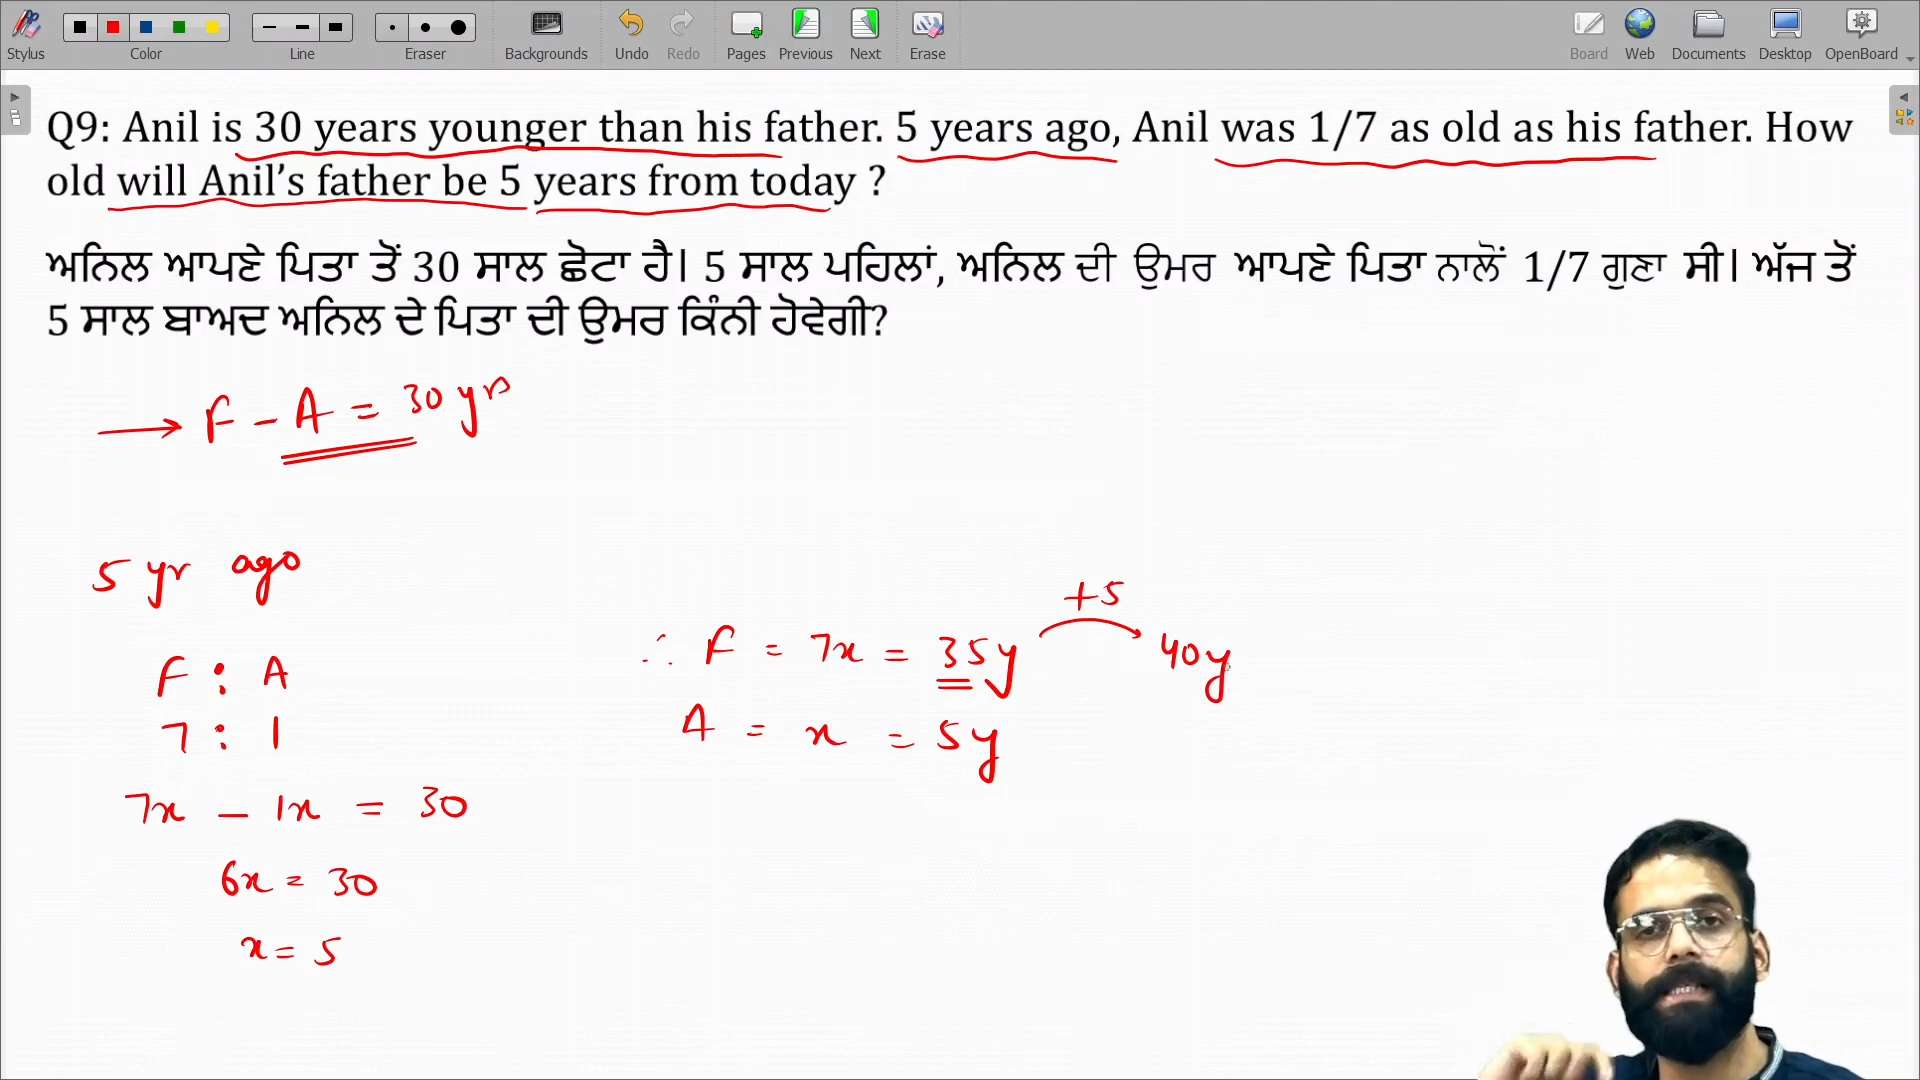 Stylus Color Line Eraser Backgrounds Undo Redo Pages Previous Next Erase Board Web Documents Desktop OpenBoard
Q9: Anil is 30 years younger than his father. 5 years ago, Anil was 1/7 as old as his father. How
old will Anil’s father be 5 years from today ?
ਅਨਿਲ ਆਪਣੇ ਪਿਤਾ ਤੋਂ 30 ਸਾਲ ਛੋਟਾ ਹੈ। 5 ਸਾਲ ਪਹਿਲਾਂ, ਅਨਿਲ ਦੀ ਉਮਰ ਆਪਣੇ ਪਿਤਾ ਨਾਲੋਂ 1/7 ਗੁਣਾ ਸੀ। ਅੱਜ ਤੋਂ
5 ਸਾਲ ਬਾਅਦ ਅਨਿਲ ਦੇ ਪਿਤਾ ਦੀ ਉਮਰ ਕਿੰਨੀ ਹੋਵੇਗੀ?
→ F - A = 30 yrs
5 yr ago
F : A
7 : 1
7x - 1x = 30
6x = 30
x = 5
+5
∴ F = 7x = 35y 40y
A = x = 5y